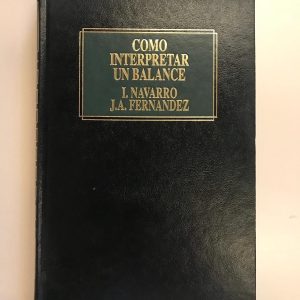 COMO
INTERPRETAR
UN BALANCE
I. NAVARRO
J.A. FERNANDEZ